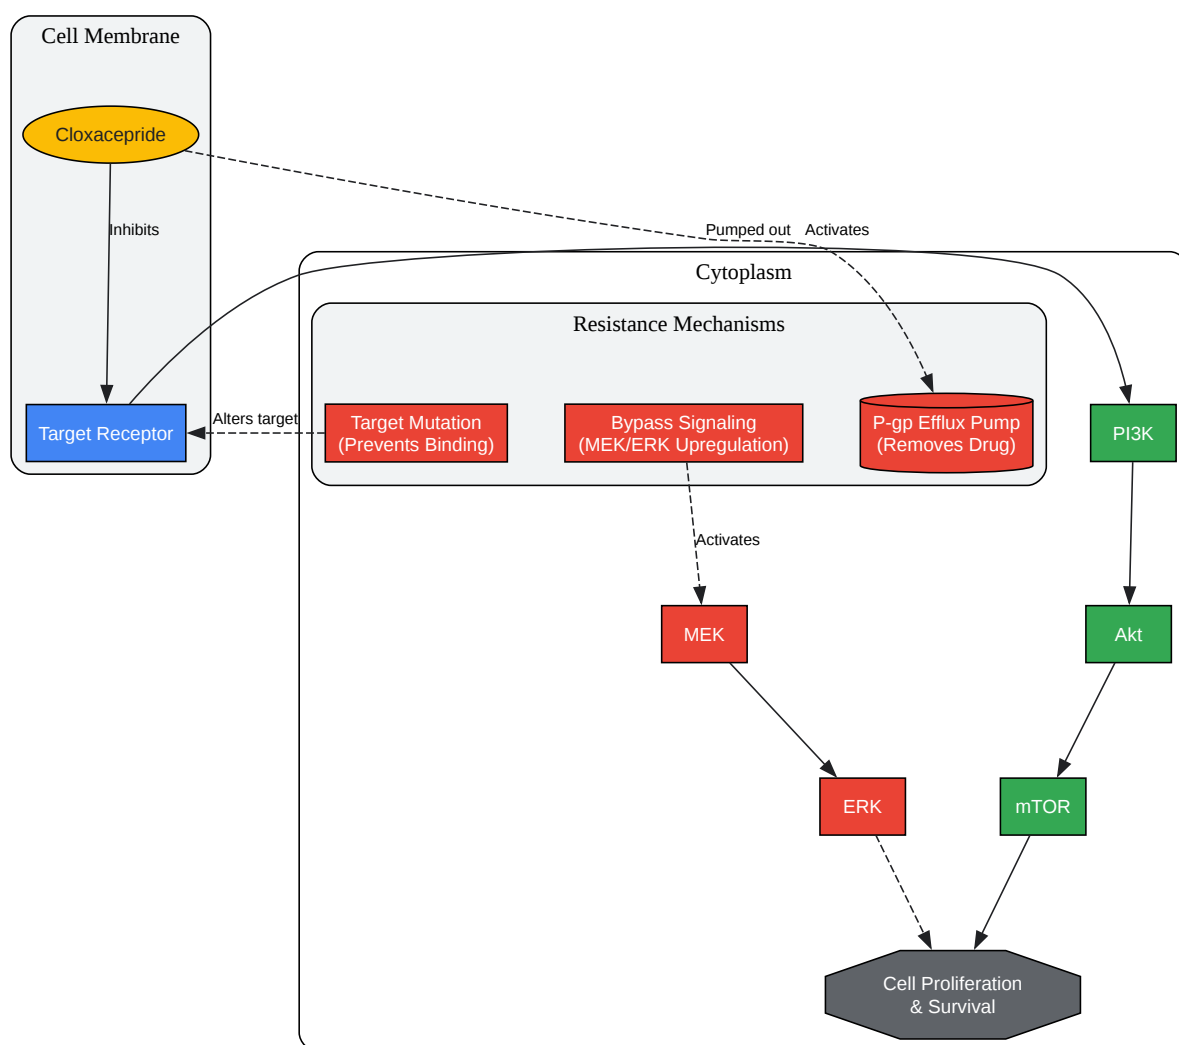 Cell Membrane
Cloxacepride
Inhibits
Pumped out
Activates
Cytoplasm
Resistance Mechanisms
Target Receptor
Alters target
Target Mutation
(Prevents Binding)
Bypass Signaling
(MEK/ERK Upregulation)
P-gp Efflux Pump
(Removes Drug)
PI3K
Activates
MEK
Akt
ERK
mTOR
Cell Proliferation
& Survival